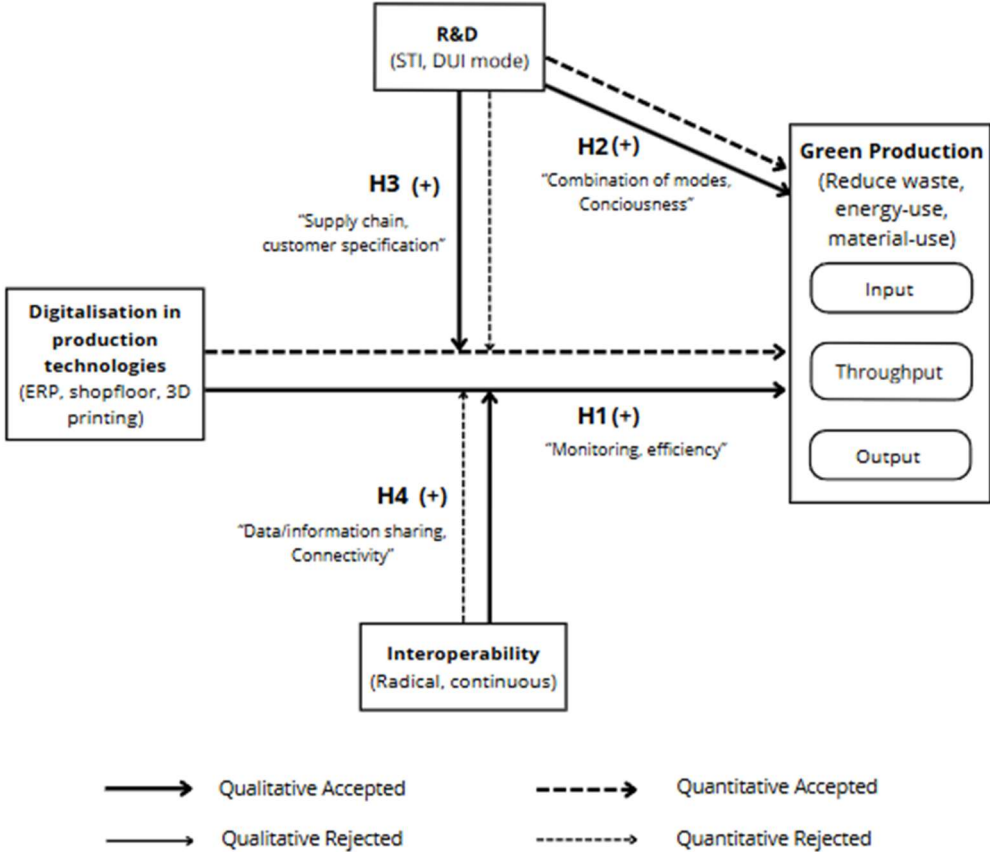 R&D
(STI, DUI mode)
H2 (+)
"Combination of modes,
Conciousness"
H3 (+)
"Supply chain,
customer specification"
Green Production
(Reduce waste,
energy-use,
material-use)
Input
Throughput
Output
Digitalisation in
production
technologies
(ERP, shopfloor, 3D
printing)
H1 (+)
"Monitoring, efficiency"
H4 (+)
"Data/information sharing,
Connectivity"
Interoperability
(Radical, continuous)
Qualitative Accepted
Quantitative Accepted
Qualitative Rejected
Quantitative Rejected